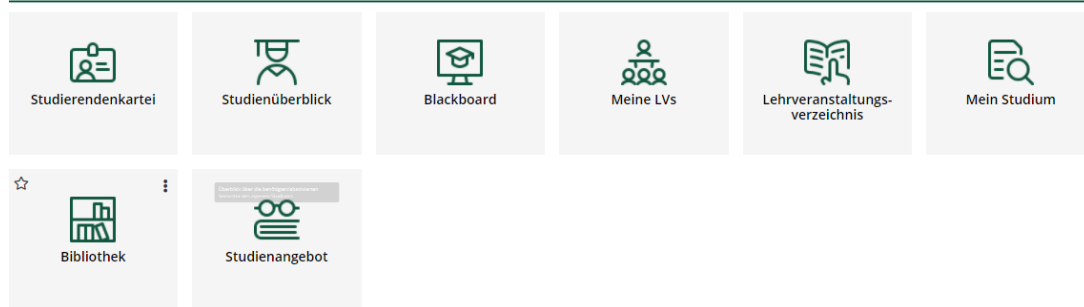 Studierendenkartei
Studienüberblick
Blackboard
Meine LVs
Lehrveranstaltungs-
verzeichnis
Mein Studium
Bibliothek
Studienangebot